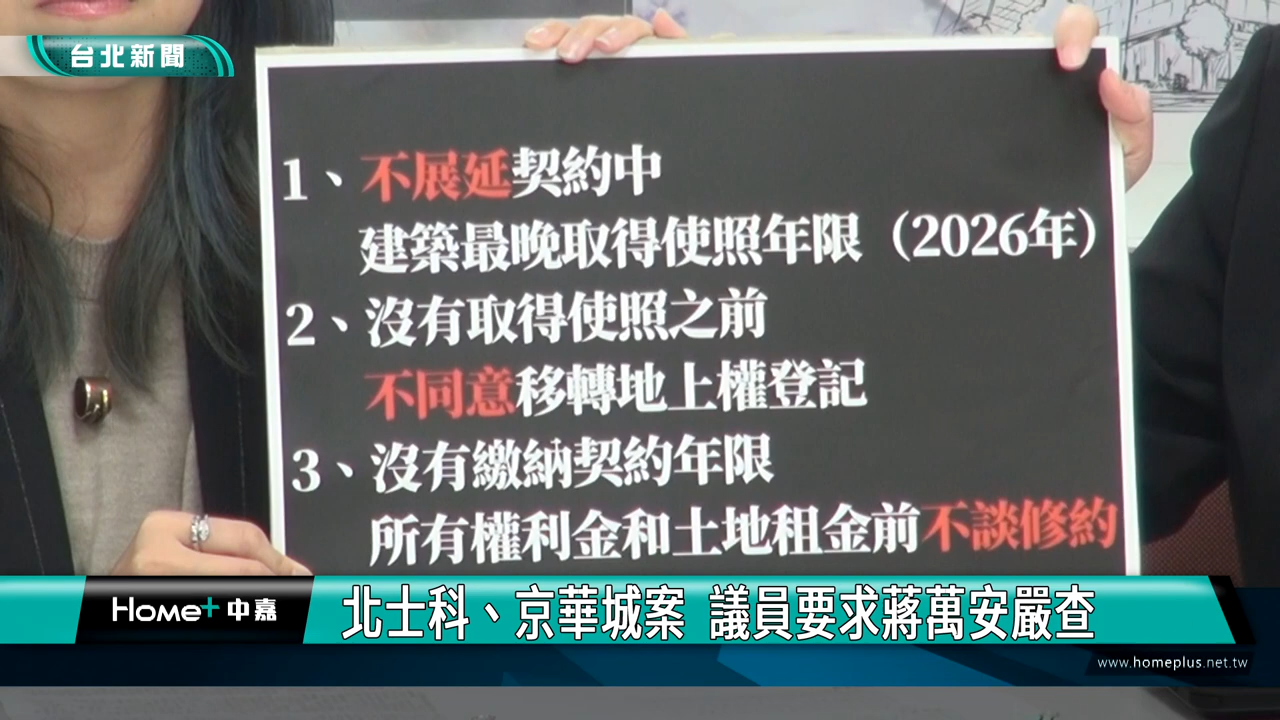 台北新聞
1、不展延契約中
建築最晚取得使照年限（2026年）
2、沒有取得使照之前
不同意移轉地上權登記
3、沒有繳納契約年限
所有權利金和土地租金前不談修約
Home+中嘉
北士科、京華城案 議員要求蔣萬安嚴查
www.homeplus.net.tw